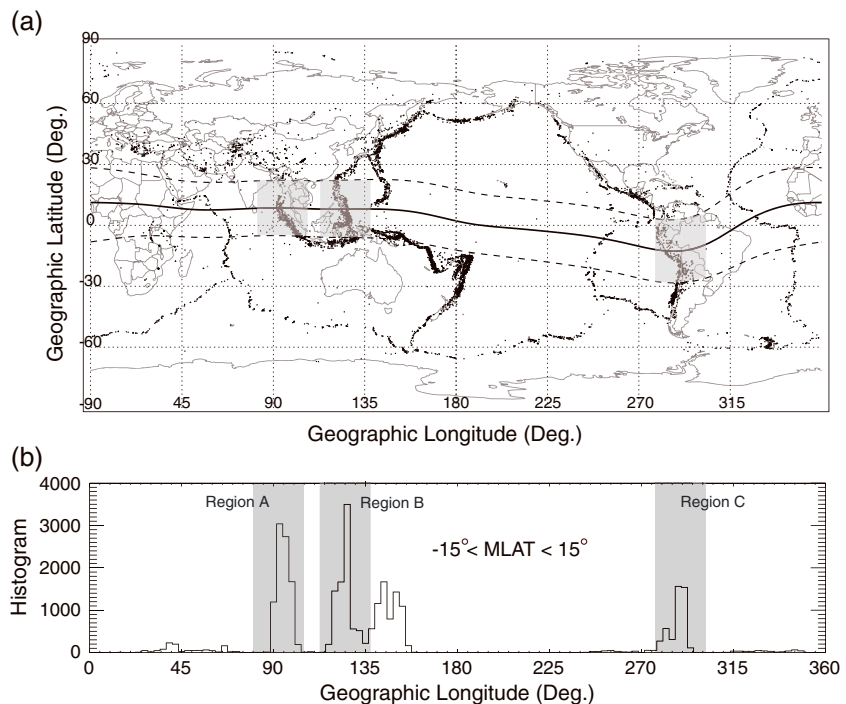 (a)
90
60
30
0
-30
-60
-90
45
90
135
180
225
270
315
Geographic Latitude (Deg.)
Geographic Longitude (Deg.)
(b)
4000
3000
2000
1000
0
Histogram
Region A
Region B
Region C
-15°< MLAT < 15°
0
45
90
135
180
225
270
315
360
Geographic Longitude (Deg.)